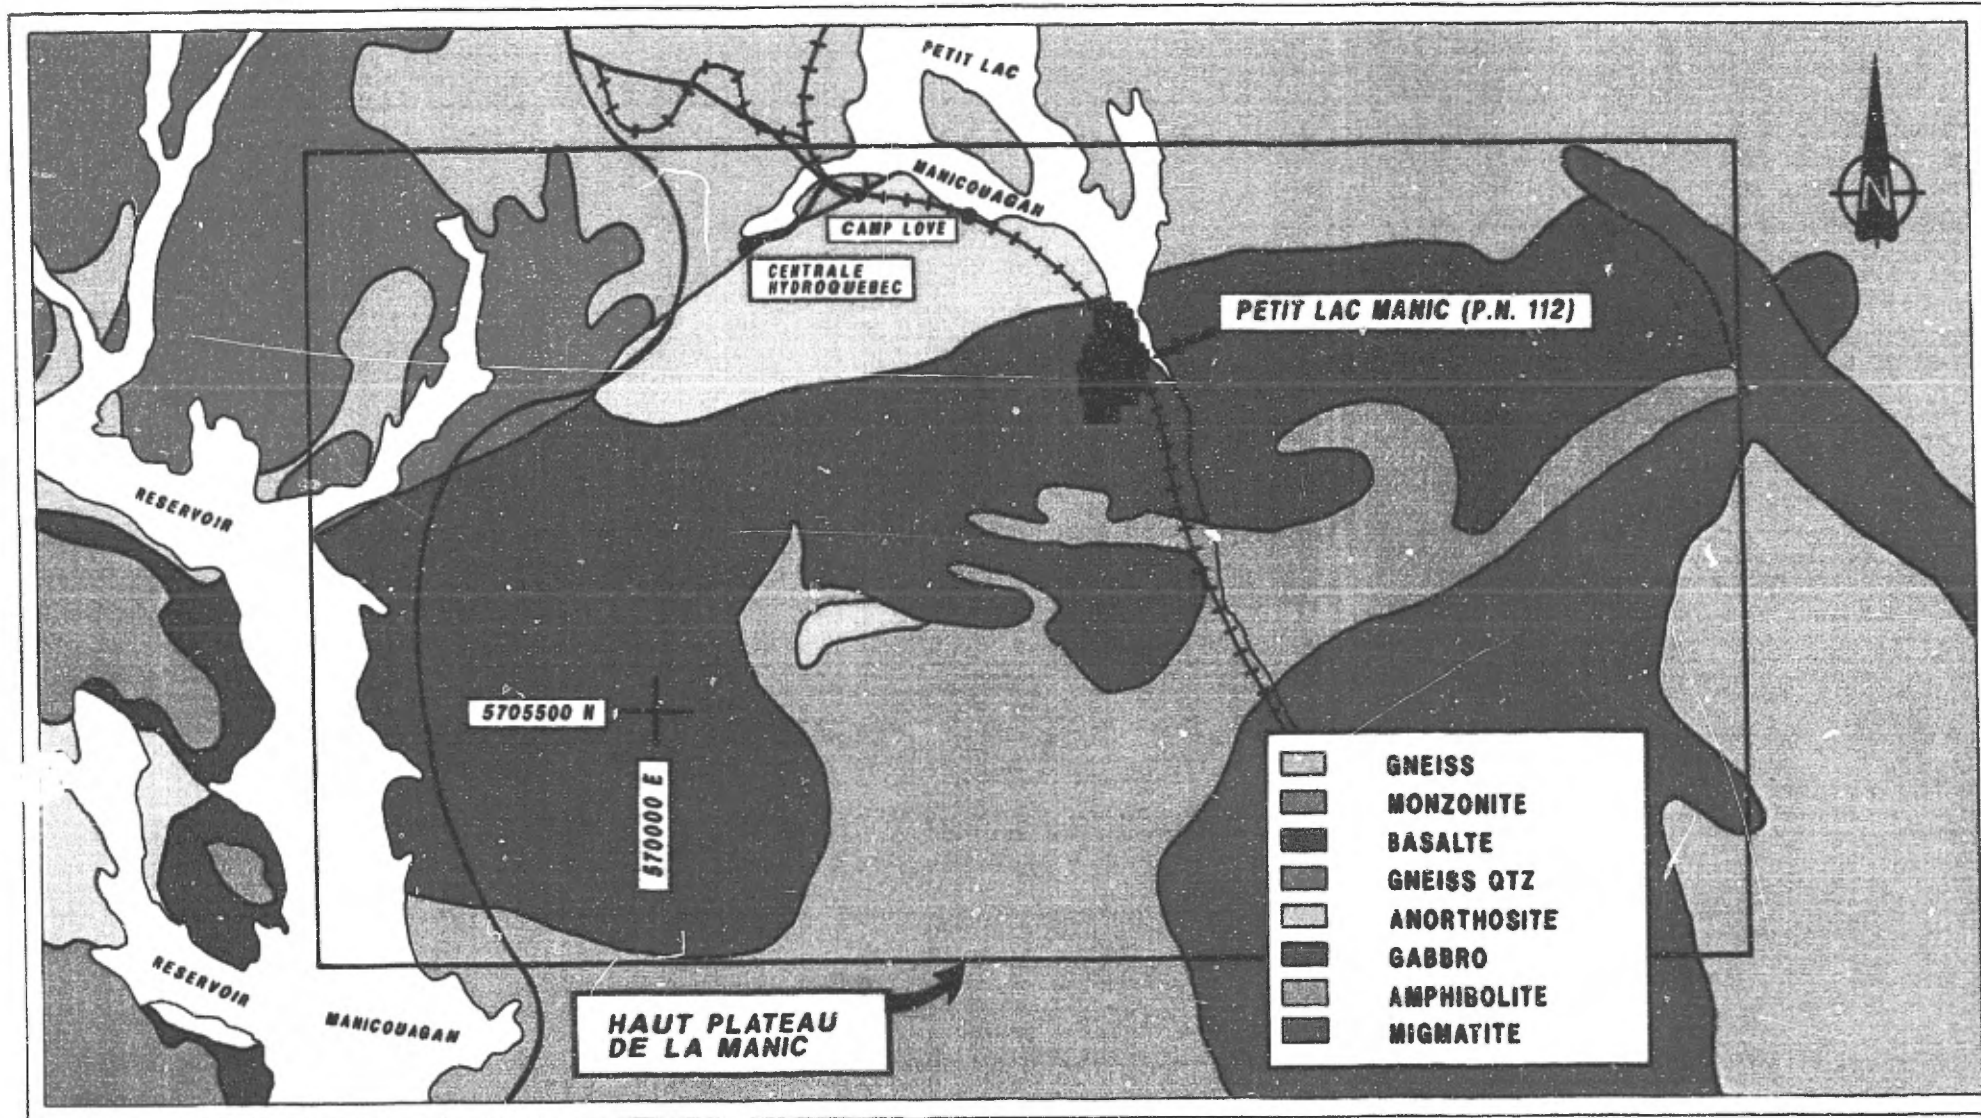 PETIT LAC
MANICOUAGAN
N
CAMP LOVE
CENTRALE
HYDROQUEBEC
PETIT LAC MANIC (P.N. 112)
RESERVOIR
5705500 N
570000 E
GNEISS
MONZONITE
BASALTE
GNEISS QTZ
ANORTHOSITE
GABBRO
AMPHIBOLITE
MIGMATITE
RESERVOIR
MANICOUAGAN
HAUT PLATEAU
DE LA MANIC